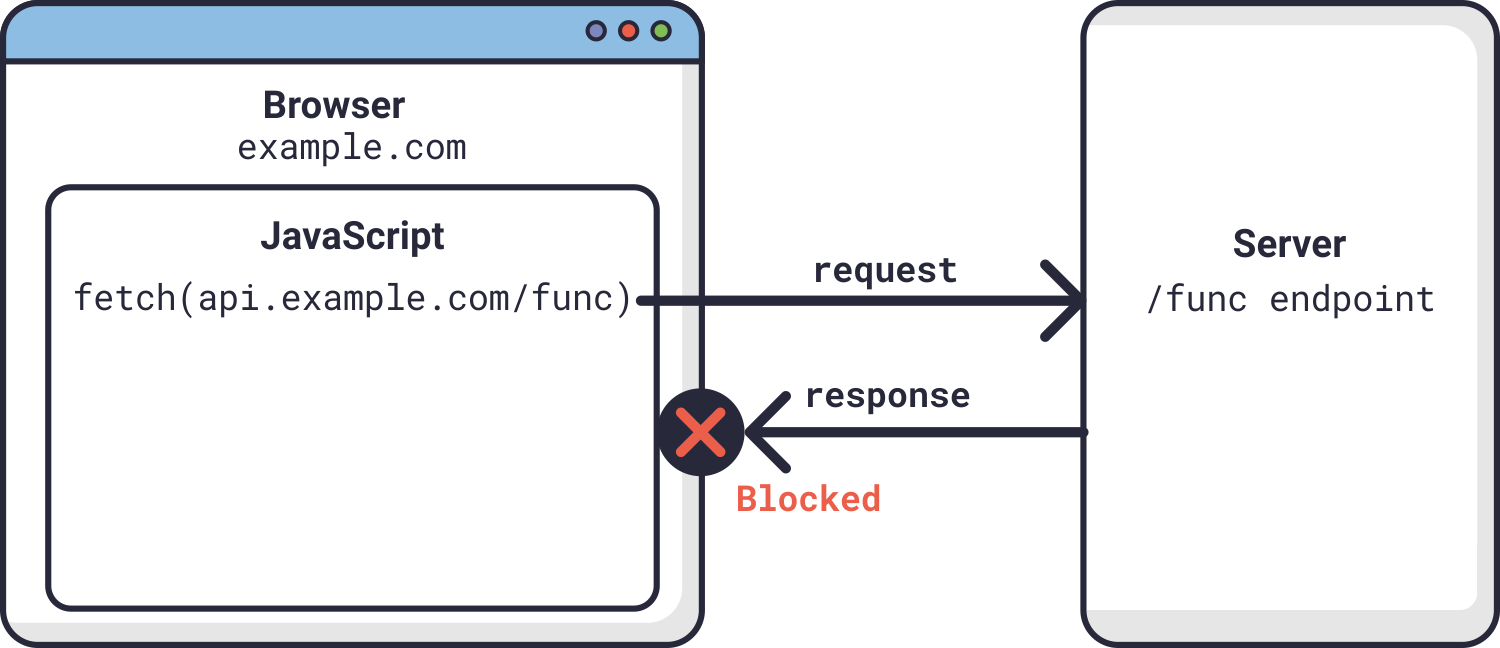 Browser
example.com
JavaScript
fetch(api.example.com/func)
request
response
Blocked
Server
/func endpoint